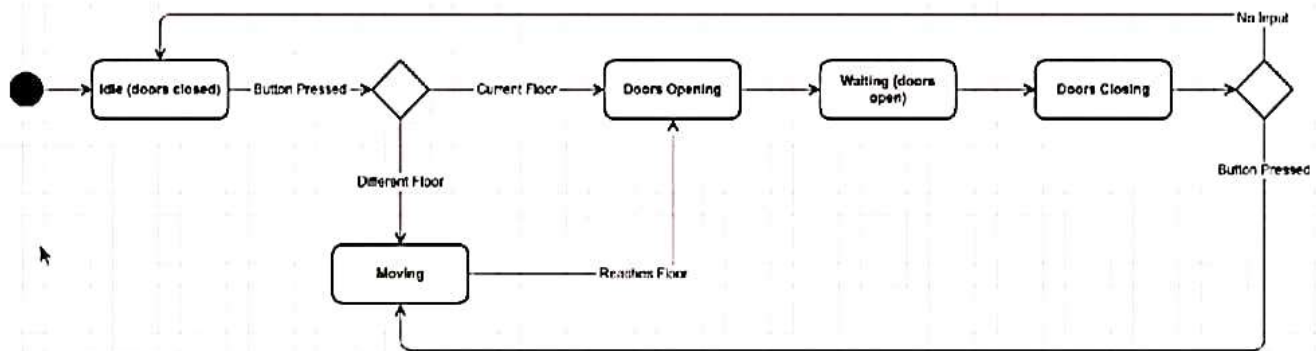 No Input
Idle (doors closed)
Button Pressed
Current Floor
Doors Opening
Waiting (doors
open)
Doors Closing
Different Floor
Button Pressed
Moving
Reaches Floor